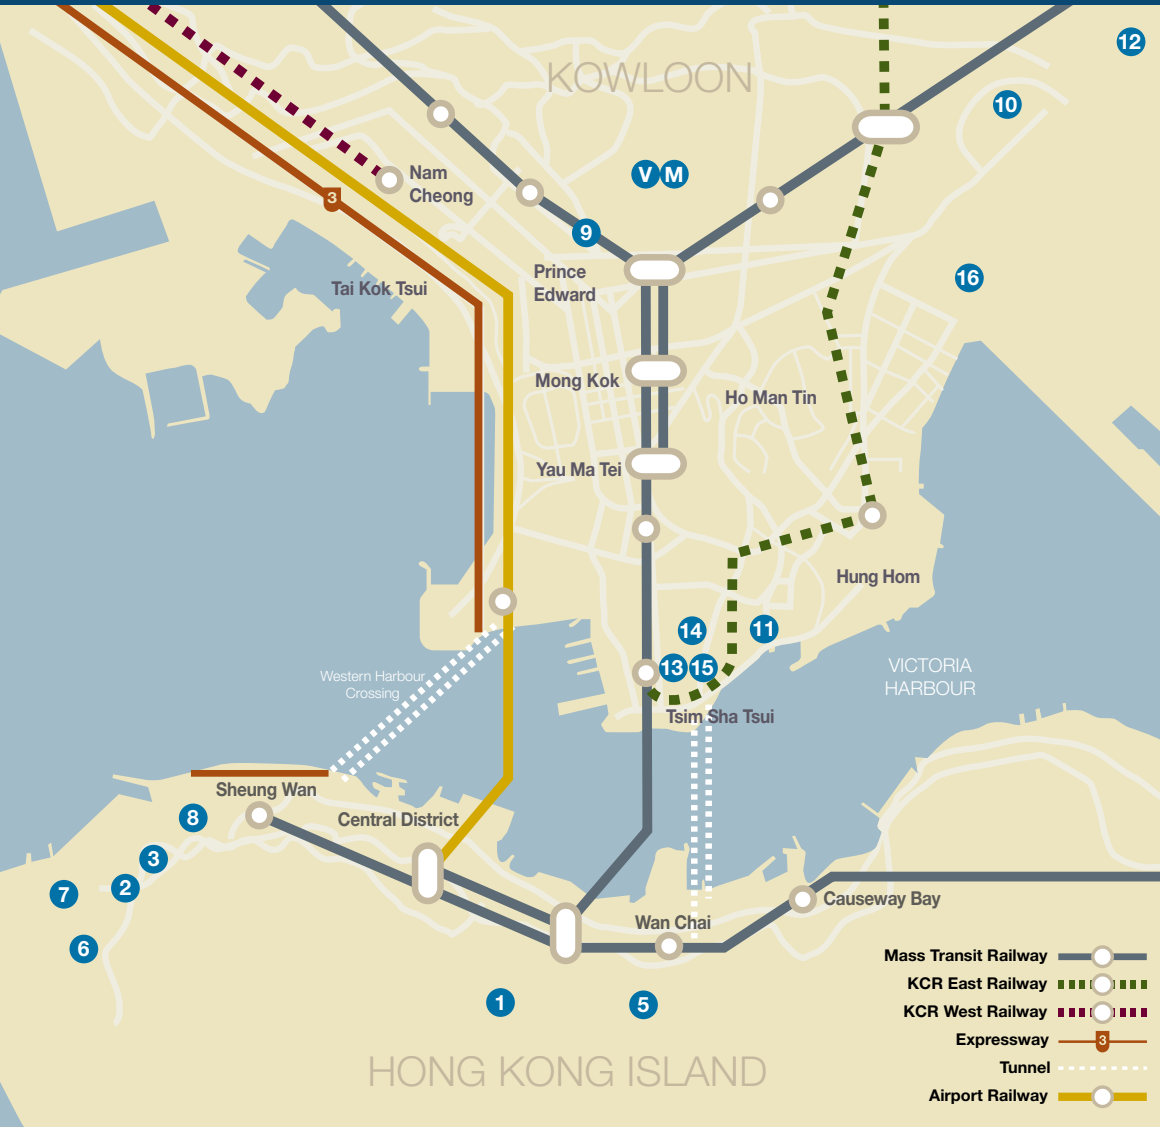 KOWLOON
12
10
Nam
Cheong
V M
3
9
Prince
Edward
16
Tai Kok Tsui
Mong Kok
Ho Man Tin
Yau Ma Tei
Hung Hom
14
11
13 15
Western Harbour
Crossing
VICTORIA
HARBOUR
Tsim Sha Tsui
Sheung Wan
8
Central District
3
2
7
Causeway Bay
Wan Chai
6
1
5
HONG KONG ISLAND
Mass Transit Railway
KCR East Railway
KCR West Railway
Expressway 3
Tunnel
Airport Railway